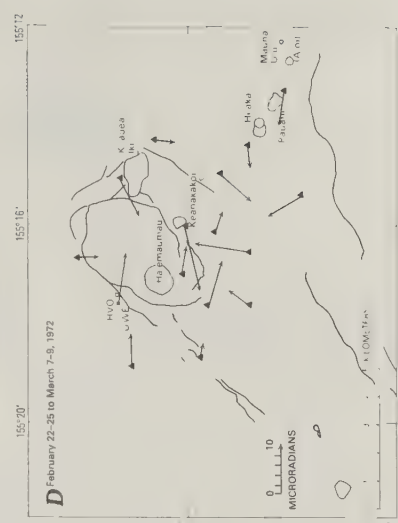 155°20'
155°16'
155°12'
D February 22-25 to March 7-9, 1972
HVO
Halemaumau
Keanakakoi
Mauna
0 10
MICRORADIANS